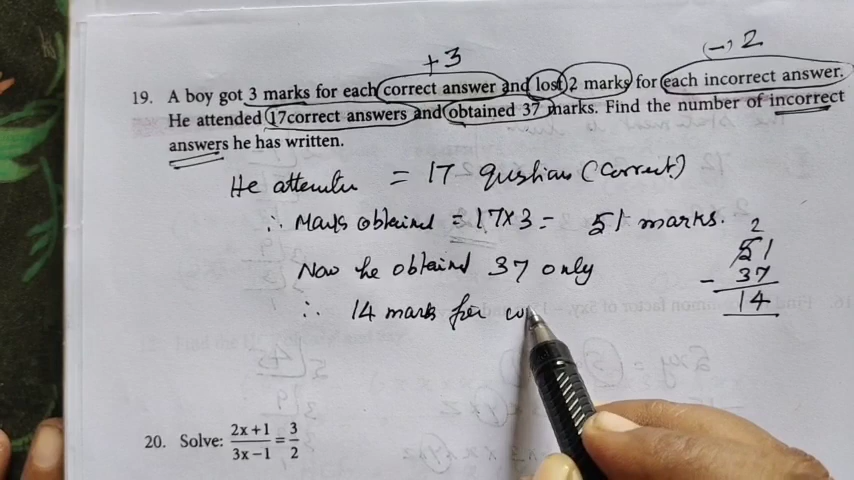 +3
(−) 2
19. A boy got 3 marks for each correct answer and lost 2 marks for each incorrect answer.
He attended 17correct answers and obtained 37 marks. Find the number of incorrect
answers he has written.
= 17 Qustions (correct)
∴ Marks obtained = 17×3 = 51 marks.
Now he obtained 37 only
∴ 14 marks for
2
51
− 37
14
20. Solve: (2x+1)/(3x−1) = 3/2